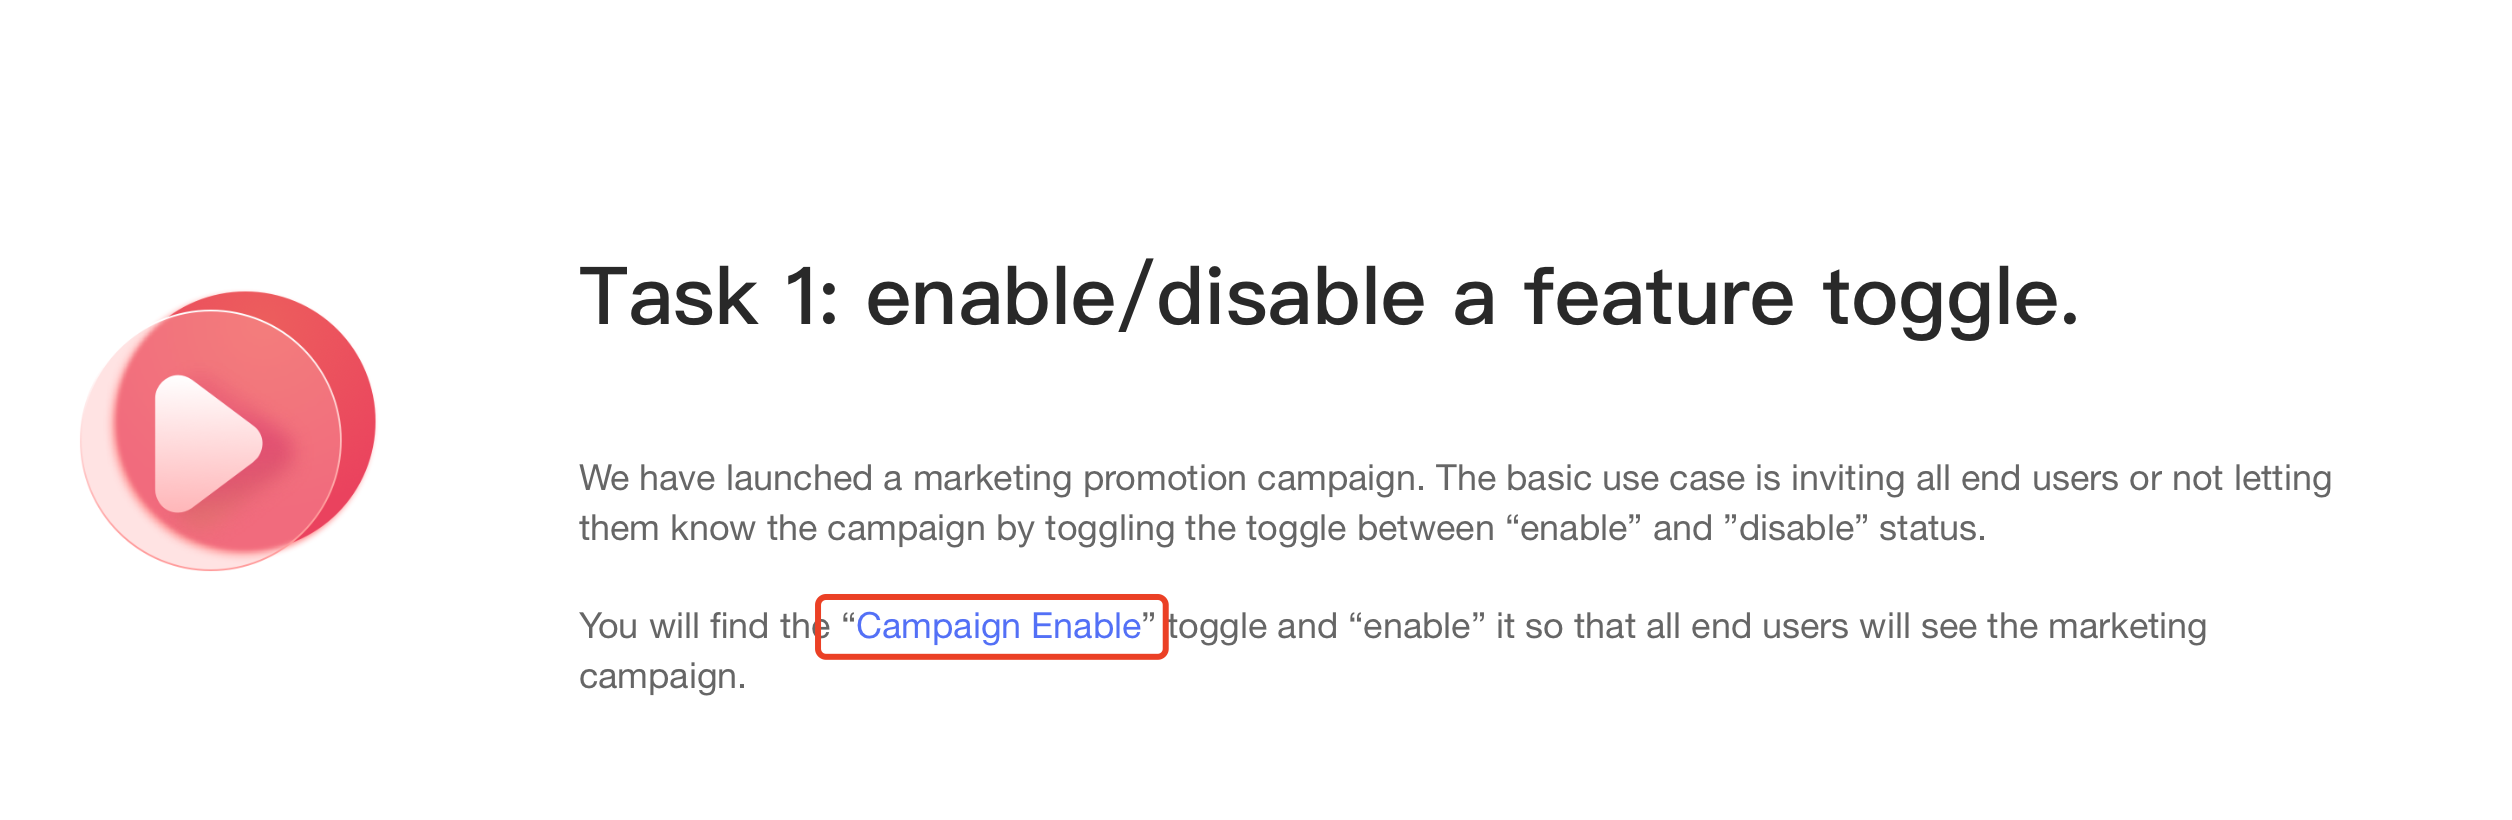 Task 1: enable/disable a feature toggle.
We have launched a marketing promotion campaign. The basic use case is inviting all end users or not letting
them know the campaign by toggling the toggle between “enable” and ”disable” status.
You will find the “Campaign Enable” toggle and “enable” it so that all end users will see the marketing
campaign.